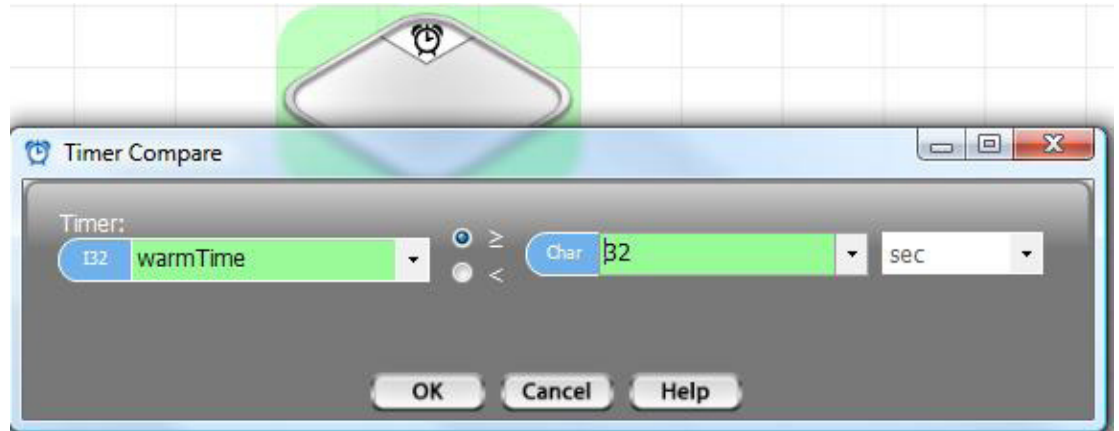 Timer Compare
Timer:
I32 warmTime ≥ Char 32 sec
<
OK Cancel Help